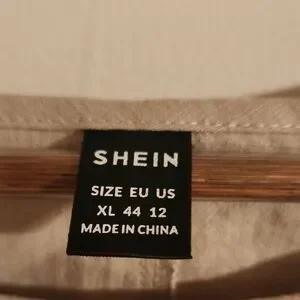 SHEIN
SIZE EU US
XL 44 12
MADE IN CHINA